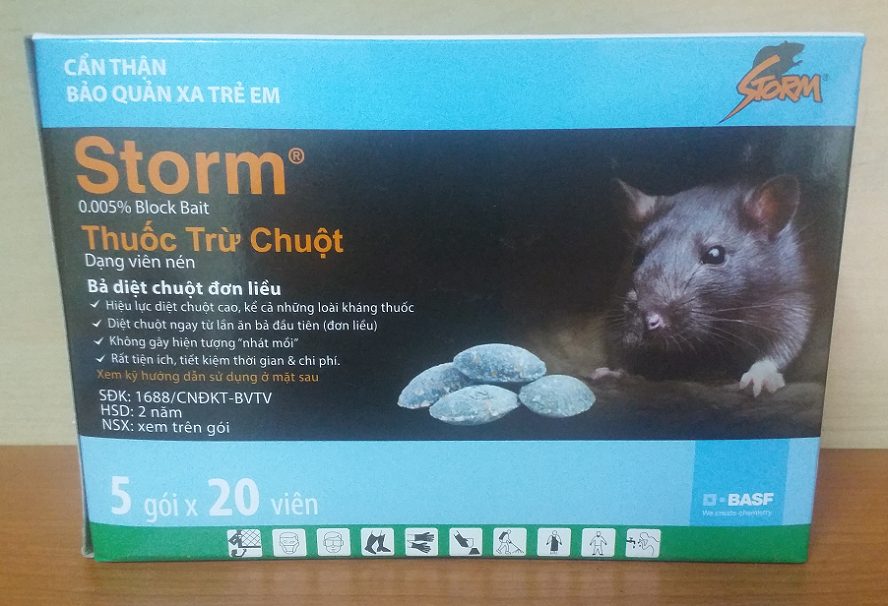 CẨN THẬN
BẢO QUẢN XA TRẺ EM
STORM®
Storm®
0.005% Block Bait
Thuốc Trừ Chuột
Dạng viên nén
Bả diệt chuột đơn liều
✓ Hiệu lực diệt chuột cao, kể cả những loài kháng thuốc
✓ Diệt chuột ngay từ lần ăn bả đầu tiên (đơn liều)
✓ Không gây hiện tượng "nhát mồi"
✓ Rất tiện ích, tiết kiệm thời gian & chi phí.
Xem kỹ hướng dẫn sử dụng ở mặt sau
SĐK: 1688/CNĐKT-BVTV
HSD: 2 năm
NSX: xem trên gói
5 gói x 20 viên
BASF
We create chemistry